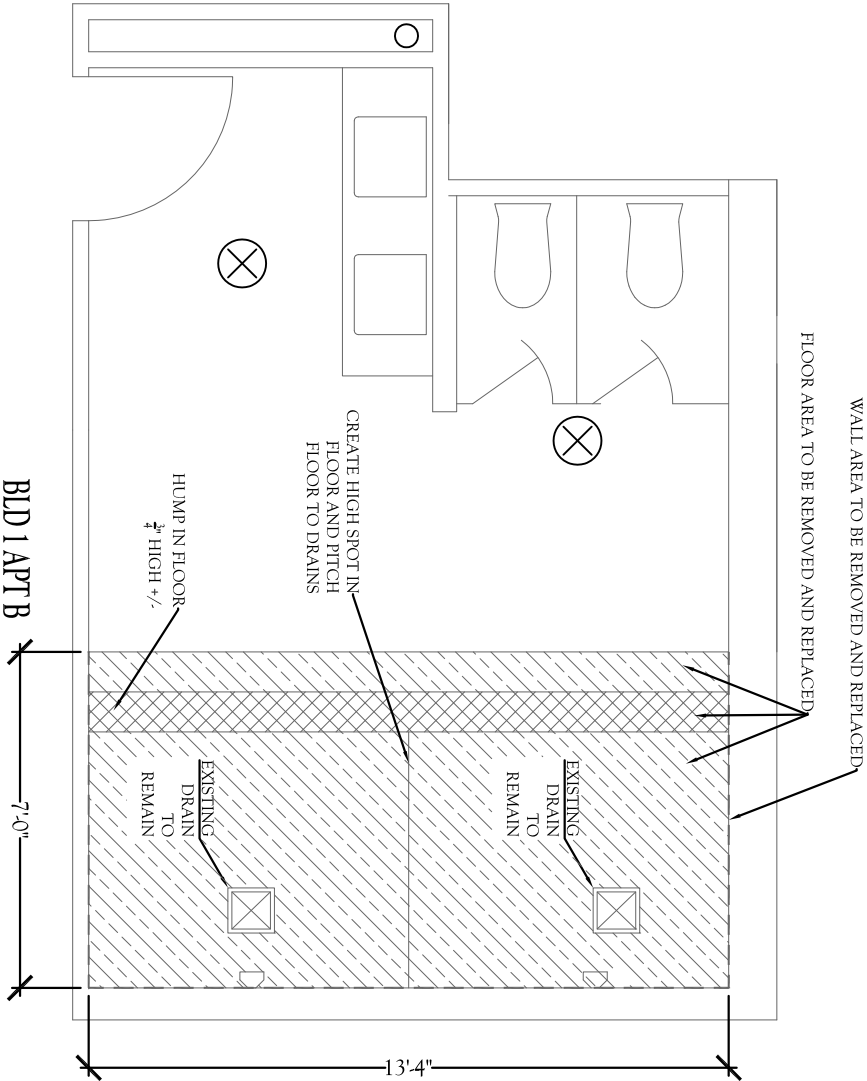 WALL AREA TO BE REMOVED AND REPLACED
FLOOR AREA TO BE REMOVED AND REPLACED
CREATE HIGH SPOT IN
FLOOR AND PITCH
FLOOR TO DRAINS
HUMP IN FLOOR
3/4" HIGH +/-
EXISTING
DRAIN
TO
REMAIN
EXISTING
DRAIN
TO
REMAIN
7'-0"
13'-4"
BLD 1 APT B